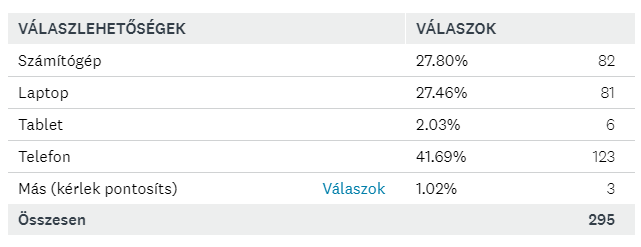 VÁLASZLEHETŐSÉGEK VÁLASZOK
Számítógép 27.80% 82
Laptop 27.46% 81
Tablet 2.03% 6
Telefon 41.69% 123
Más (kérlek pontosíts) Válaszok 1.02% 3
Összesen 295